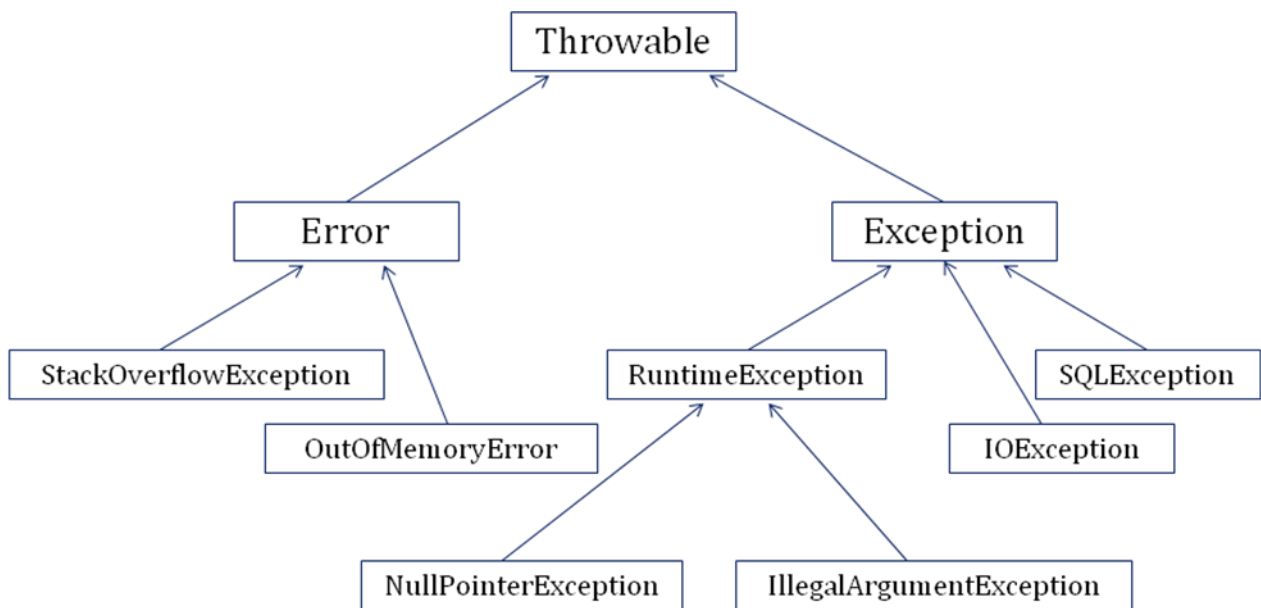 Throwable
Error
Exception
StackOverflowException
RuntimeException
SQLException
OutOfMemoryError
IOException
NullPointerException
IllegalArgumentException